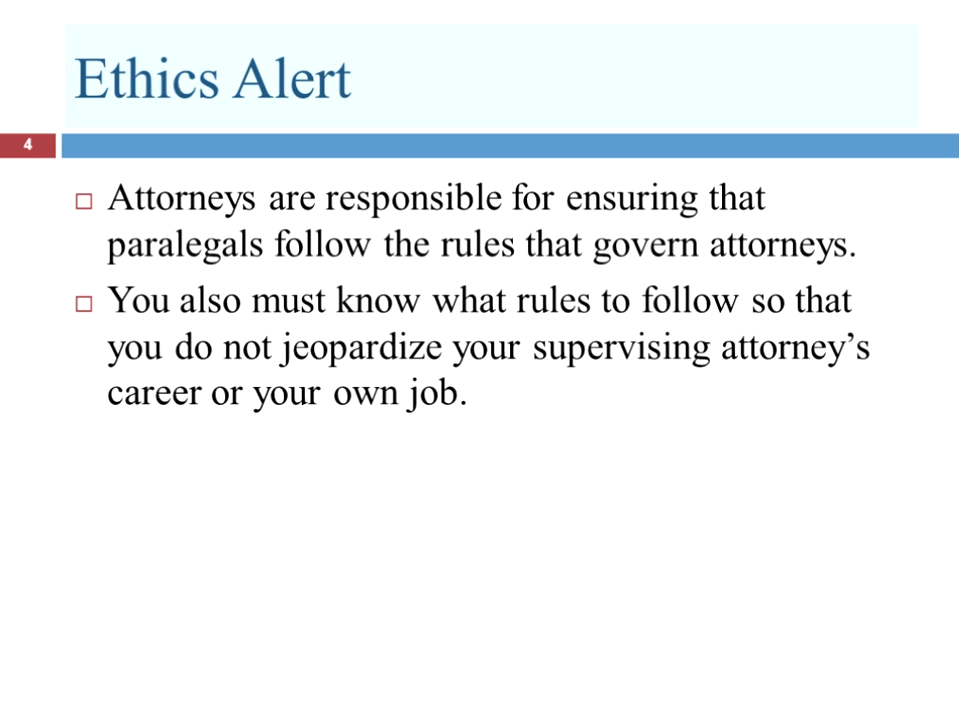 Ethics Alert
4
Attorneys are responsible for ensuring that
paralegals follow the rules that govern attorneys.
You also must know what rules to follow so that
you do not jeopardize your supervising attorney’s
career or your own job.